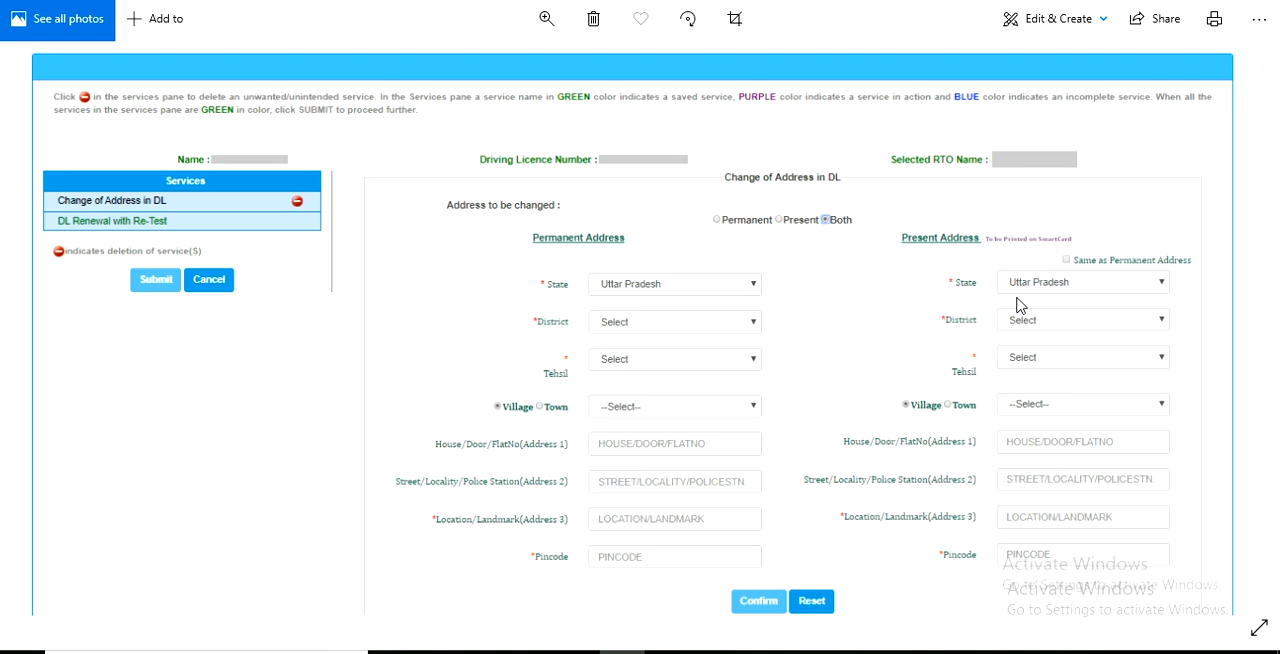 See all photos
Add to
Edit & Create
Share
Click in the services pane to delete an unwanted/unintended service. In the Services pane a service name in GREEN color indicates a saved service, PURPLE color indicates a service in action and BLUE color indicates an incomplete service. When all the
services in the services pane are GREEN in color, click SUBMIT to proceed further.
Name :
Driving Licence Number :
Selected RTO Name :
Services
Change of Address in DL
DL Renewal with Re-Test
indicates deletion of service(S)
Submit Cancel
Change of Address in DL
Address to be changed :
Permanent Present Both
Permanent Address
Present Address - To be Printed on SmartCard
Same as Permanent Address
* State Uttar Pradesh
* State Uttar Pradesh
*District Select
*District Select
* Tehsil Select
* Tehsil Select
Village Town --Select--
Village Town --Select--
House/Door/FlatNo(Address 1) HOUSE/DOOR/FLATNO
House/Door/FlatNo(Address 1) HOUSE/DOOR/FLATNO
Street/Locality/Police Station(Address 2) STREET/LOCALITY/POLICESTN.
Street/Locality/Police Station(Address 2) STREET/LOCALITY/POLICESTN.
*Location/Landmark(Address 3) LOCATION/LANDMARK
*Location/Landmark(Address 3) LOCATION/LANDMARK
*Pincode PINCODE
*Pincode PINCODE
Confirm Reset
Activate Windows
Go to Settings to activate Windows.
Activate Windows
Go to Settings to activate Windows.